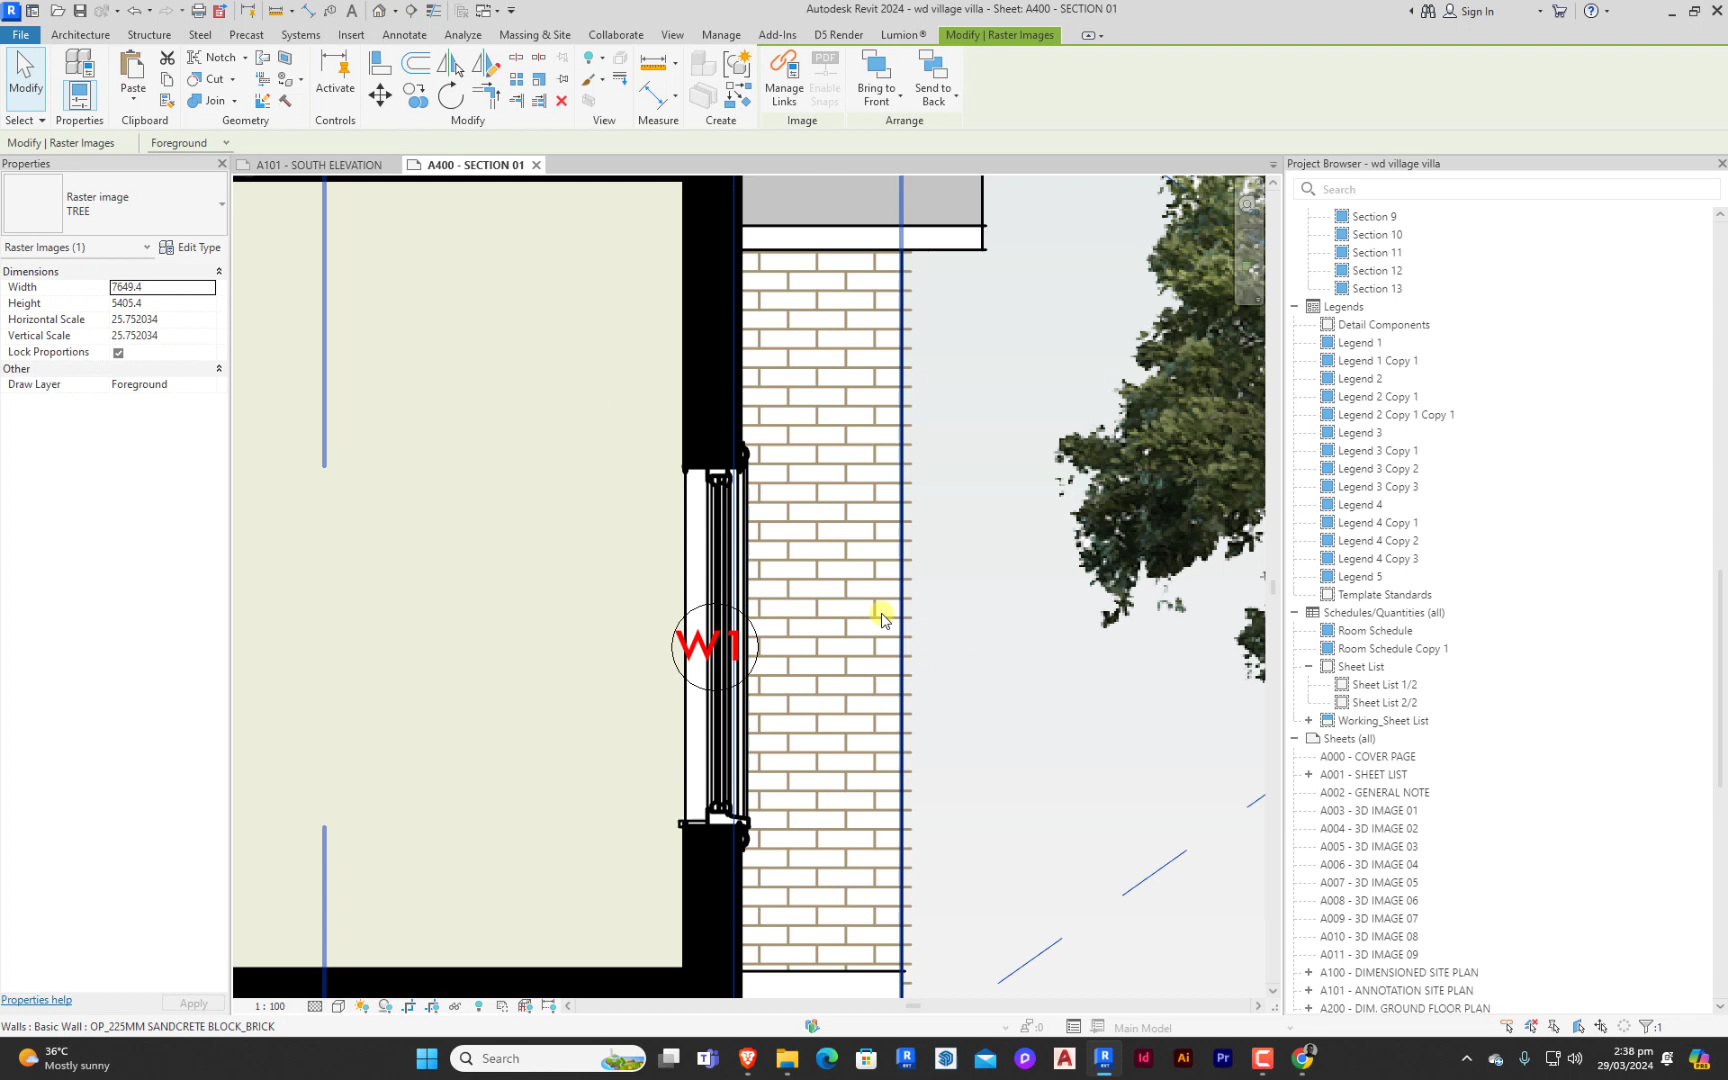 Autodesk Revit 2024 - wd village villa - Sheet: A400 - SECTION 01
Sign In
File Architecture Structure Steel Precast Systems Insert Annotate Analyze Massing & Site Collaborate View Manage Add-Ins D5 Render Lumion® Modify | Raster Images
Modify
Paste
Notch
Cut
Join
Activate
Manage Links
PDF
Enable Snaps
Bring to Front
Send to Back
Select Properties Clipboard Geometry Controls Modify View Measure Create Image Arrange
Modify | Raster Images Foreground
Properties
A101 - SOUTH ELEVATION
A400 - SECTION 01
Project Browser - wd village villa
Raster image
TREE
Raster Images (1)
Edit Type
Dimensions
Width 7649.4
Height 5405.4
Horizontal Scale 25.752034
Vertical Scale 25.752034
Lock Proportions
Other
Draw Layer Foreground
Properties help
Apply
W1
1 : 100
Search
Section 9
Section 10
Section 11
Section 12
Section 13
Legends
Detail Components
Legend 1
Legend 1 Copy 1
Legend 2
Legend 2 Copy 1
Legend 2 Copy 1 Copy 1
Legend 3
Legend 3 Copy 1
Legend 3 Copy 2
Legend 3 Copy 3
Legend 4
Legend 4 Copy 1
Legend 4 Copy 2
Legend 4 Copy 3
Legend 5
Template Standards
Schedules/Quantities (all)
Room Schedule
Room Schedule Copy 1
Sheet List
Sheet List 1/2
Sheet List 2/2
Working_Sheet List
Sheets (all)
A000 - COVER PAGE
A001 - SHEET LIST
A002 - GENERAL NOTE
A003 - 3D IMAGE 01
A004 - 3D IMAGE 02
A005 - 3D IMAGE 03
A006 - 3D IMAGE 04
A007 - 3D IMAGE 05
A008 - 3D IMAGE 06
A009 - 3D IMAGE 07
A010 - 3D IMAGE 08
A011 - 3D IMAGE 09
A100 - DIMENSIONED SITE PLAN
A101 - ANNOTATION SITE PLAN
A200 - DIM. GROUND FLOOR PLAN
Walls : Basic Wall : OP_225MM SANDCRETE BLOCK_BRICK
:0
Main Model
:1
36°C
Mostly sunny
Search
2:38 pm
29/03/2024